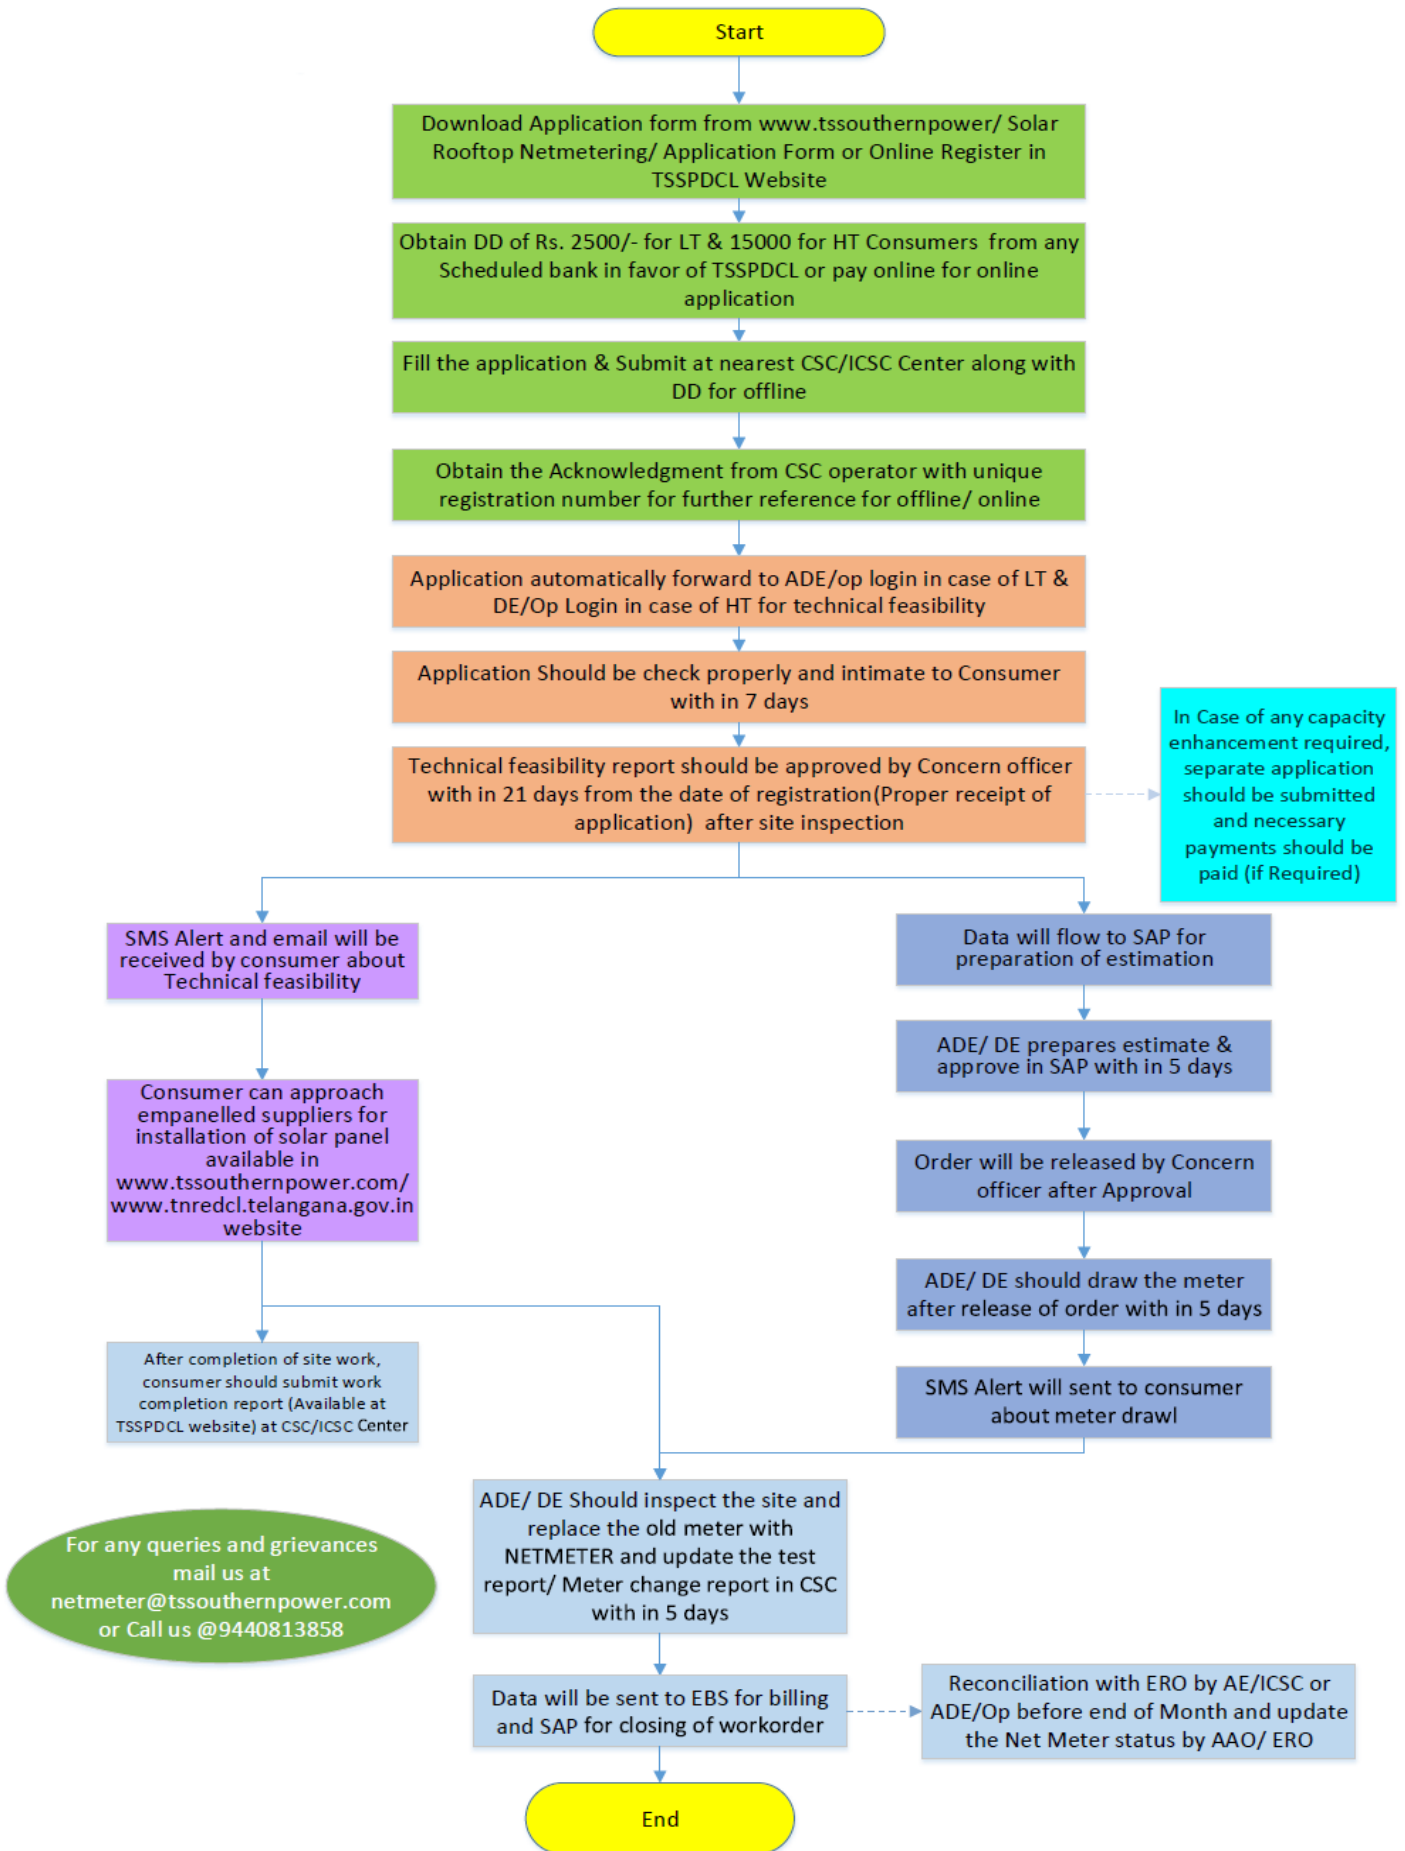 Start
Download Application form from www.tssouthernpower/ Solar
Rooftop Netmetering/ Application Form or Online Register in
TSSPDCL Website
Obtain DD of Rs. 2500/- for LT & 15000 for HT Consumers from any
Scheduled bank in favor of TSSPDCL or pay online for online
application
Fill the application & Submit at nearest CSC/ICSC Center along with
DD for offline
Obtain the Acknowledgment from CSC operator with unique
registration number for further reference for offline/ online
Application automatically forward to ADE/op login in case of LT &
DE/Op Login in case of HT for technical feasibility
Application Should be check properly and intimate to Consumer
with in 7 days
Technical feasibility report should be approved by Concern officer
with in 21 days from the date of registration(Proper receipt of
application) after site inspection
In Case of any capacity
enhancement required,
separate application
should be submitted
and necessary
payments should be
paid (if Required)
SMS Alert and email will be
received by consumer about
Technical feasibility
Consumer can approach
empanelled suppliers for
installation of solar panel
available in
www.tssouthernpower.com/
www.tnredcl.telangana.gov.in
website
After completion of site work,
consumer should submit work
completion report (Available at
TSSPDCL website) at CSC/ICSC Center
Data will flow to SAP for
preparation of estimation
ADE/ DE prepares estimate &
approve in SAP with in 5 days
Order will be released by Concern
officer after Approval
ADE/ DE should draw the meter
after release of order with in 5 days
SMS Alert will sent to consumer
about meter drawl
ADE/ DE Should inspect the site and
replace the old meter with
NETMETER and update the test
report/ Meter change report in CSC
with in 5 days
For any queries and grievances
mail us at
netmeter@tssouthernpower.com
or Call us @9440813858
Data will be sent to EBS for billing
and SAP for closing of workorder
Reconciliation with ERO by AE/ICSC or
ADE/Op before end of Month and update
the Net Meter status by AAO/ ERO
End